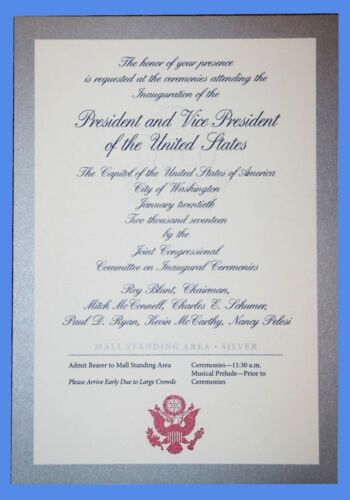 The honor of your presence
is requested at the ceremonies attending the
Inauguration of the
President and Vice President
of the United States
The Capitol of the United States of America
City of Washington
January twentieth
Two thousand seventeen
by the
Joint Congressional
Committee on Inaugural Ceremonies
Roy Blunt, Chairman,
Mitch McConnell, Charles E. Schumer,
Paul D. Ryan, Kevin McCarthy, Nancy Pelosi
MALL STANDING AREA • SILVER
Admit Bearer to Mall Standing Area
Please Arrive Early Due to Large Crowds
Ceremonies—11:30 a.m.
Musical Prelude—Prior to
Ceremonies